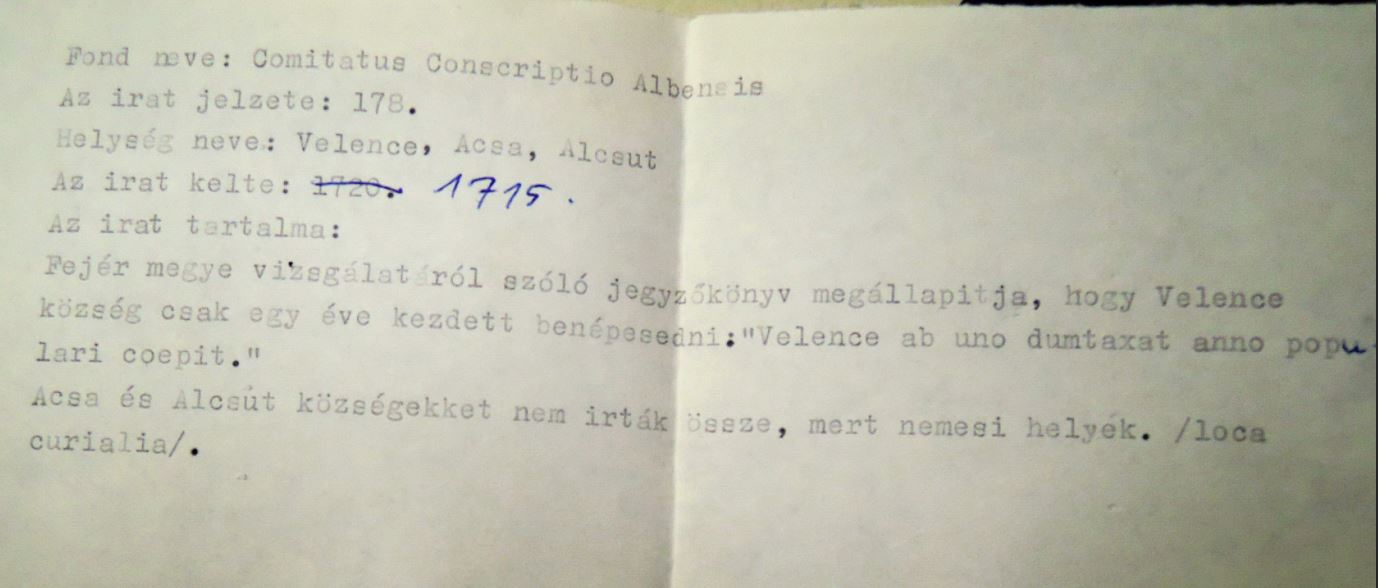 Fond neve: Comitatus Conscriptio Albensis
Az irat jelzete: 178.
Helység neve: Velence, Acsa, Alcsut
Az irat kelte: 1720. 1715.
Az irat tartalma:
Fejér megye vizsgálatáról szóló jegyzőkönyv megállapitja, hogy Velence
község csak egy éve kezdett benépesedni:"Velence ab uno dumtaxat anno popu-
lari coepit."
Acsa és Alcsút községekket nem irták össze, mert nemesi helyek. /loca
curialia/.